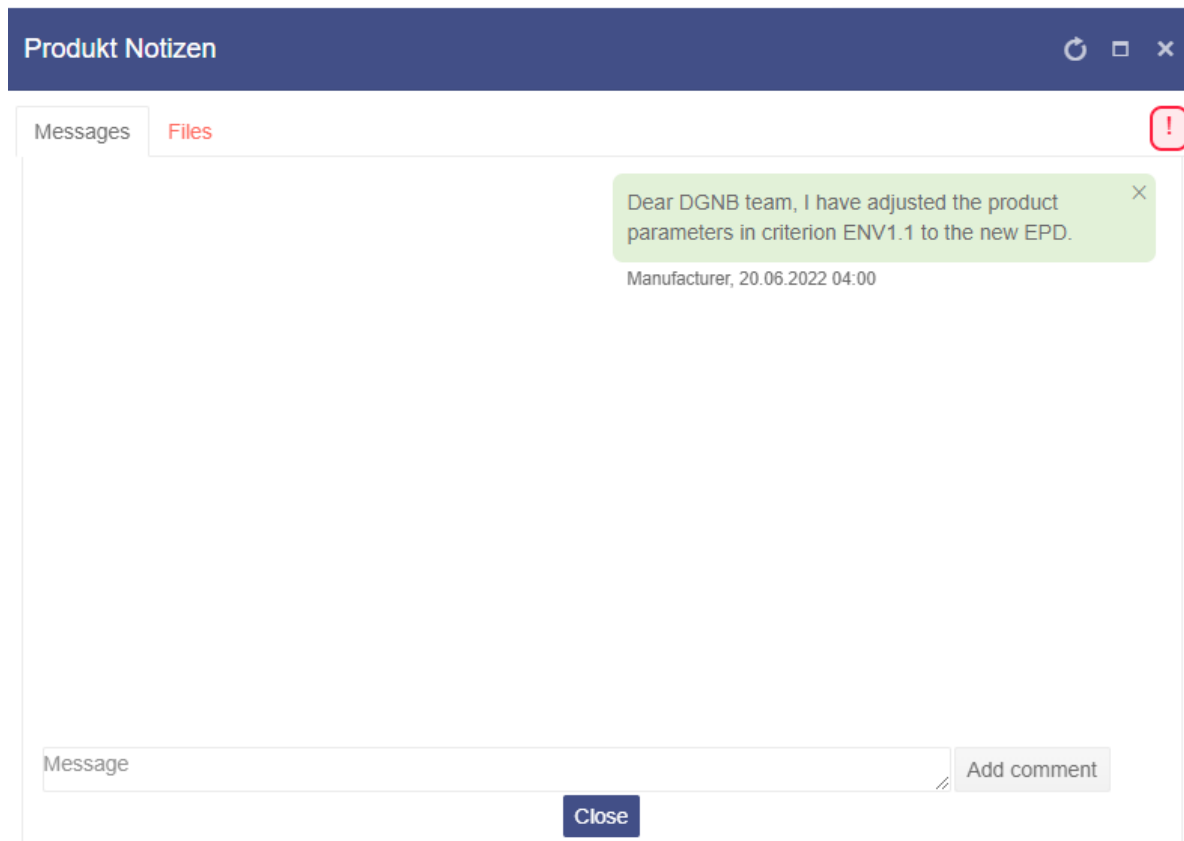 Produkt Notizen
Messages
Files
!
Dear DGNB team, I have adjusted the product
parameters in criterion ENV1.1 to the new EPD.
Manufacturer, 20.06.2022 04:00
Message
Add comment
Close